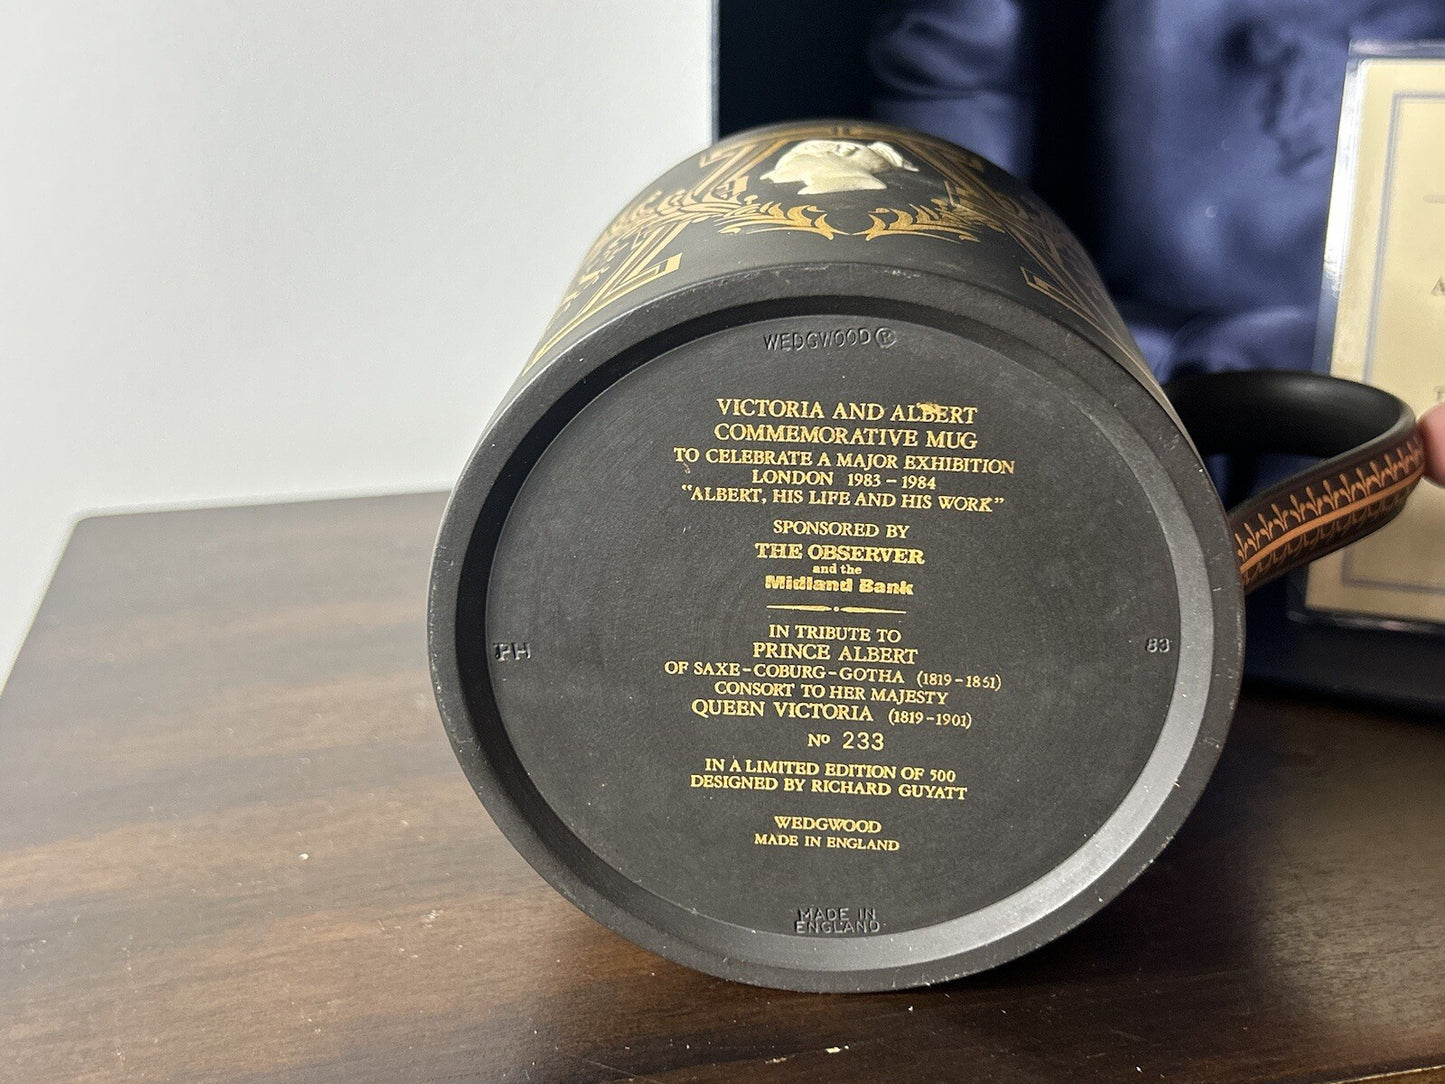 WEDGWOOD®
VICTORIA AND ALBERT
COMMEMORATIVE MUG
TO CELEBRATE A MAJOR EXHIBITION
LONDON 1983 – 1984
“ALBERT, HIS LIFE AND HIS WORK”
SPONSORED BY
THE OBSERVER
and the
Midland Bank
IN TRIBUTE TO
PRINCE ALBERT
OF SAXE-COBURG-GOTHA (1819-1861)
CONSORT TO HER MAJESTY
QUEEN VICTORIA (1819-1901)
Nº 233
IN A LIMITED EDITION OF 500
DESIGNED BY RICHARD GUYATT
WEDGWOOD
MADE IN ENGLAND
PH
83
MADE IN
ENGLAND